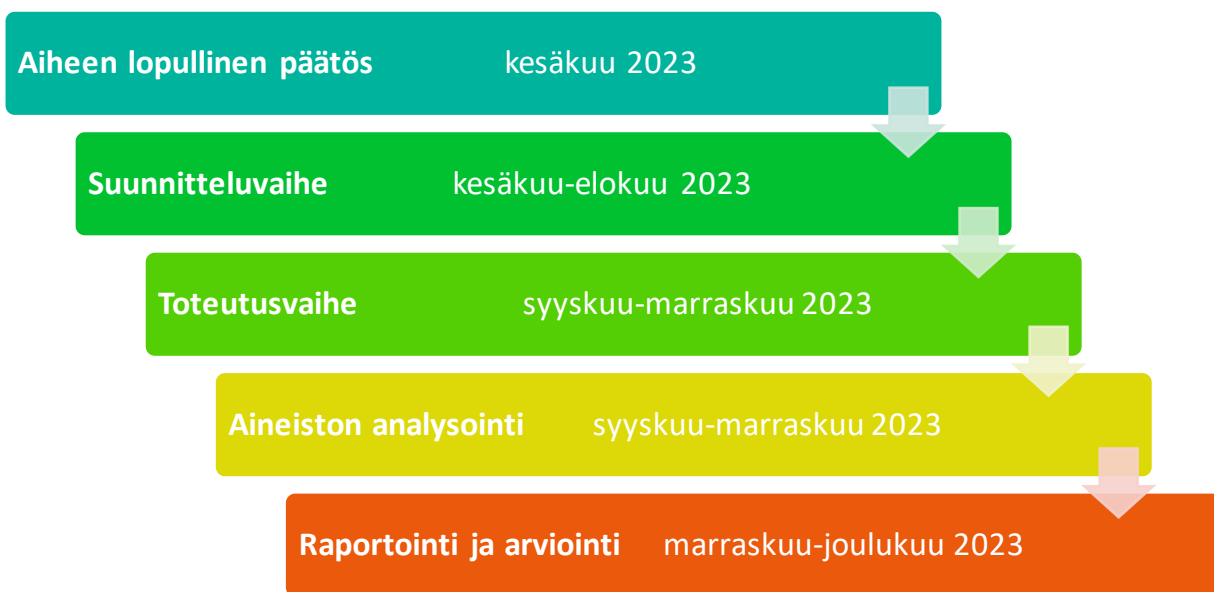 Aiheen lopullinen päätös kesäkuu 2023
Suunnitteluvaihe kesäkuu-elokuu 2023
Toteutusvaihe syyskuu-marraskuu 2023
Aineiston analysointi syyskuu-marraskuu 2023
Raportointi ja arviointi marraskuu-joulukuu 2023